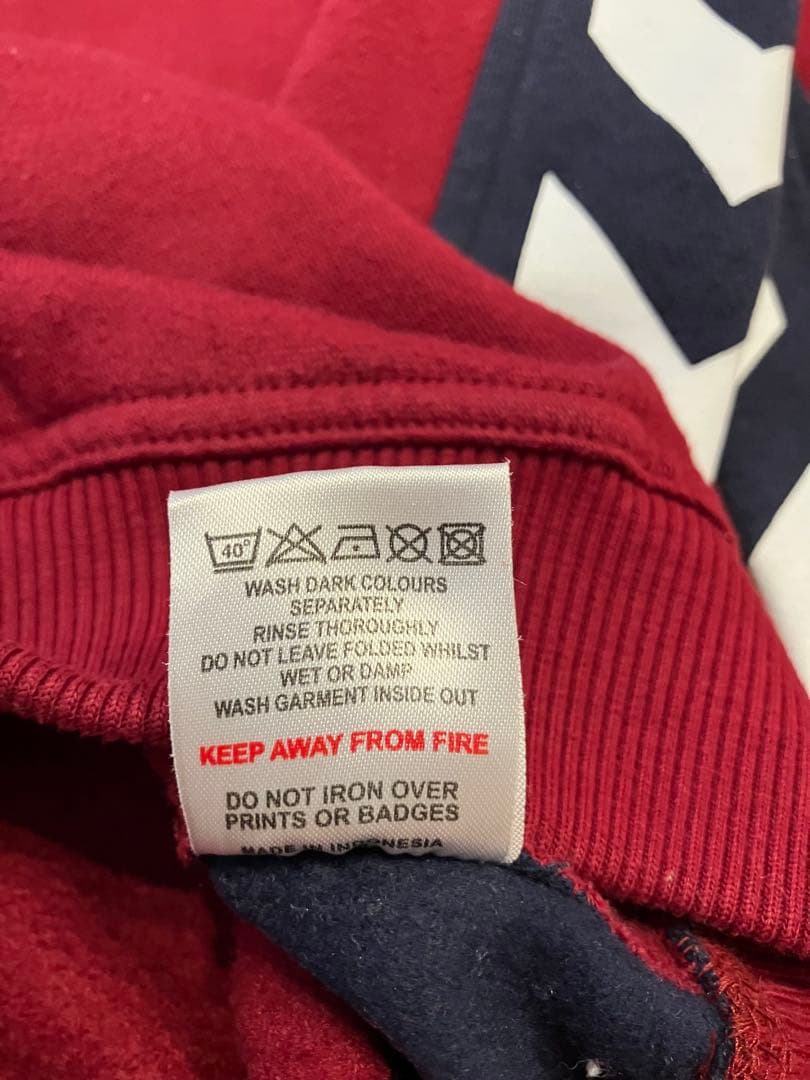 40°
WASH DARK COLOURS
SEPARATELY
RINSE THOROUGHLY
DO NOT LEAVE FOLDED WHILST
WET OR DAMP
WASH GARMENT INSIDE OUT
KEEP AWAY FROM FIRE
DO NOT IRON OVER
PRINTS OR BADGES
MADE IN INDONESIA